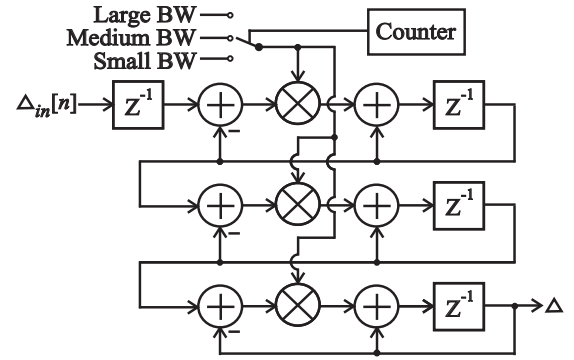 Large BW
Medium BW
Small BW
Counter
Δin[n]
Z-1
Z-1
Z-1
Z-1
Δ